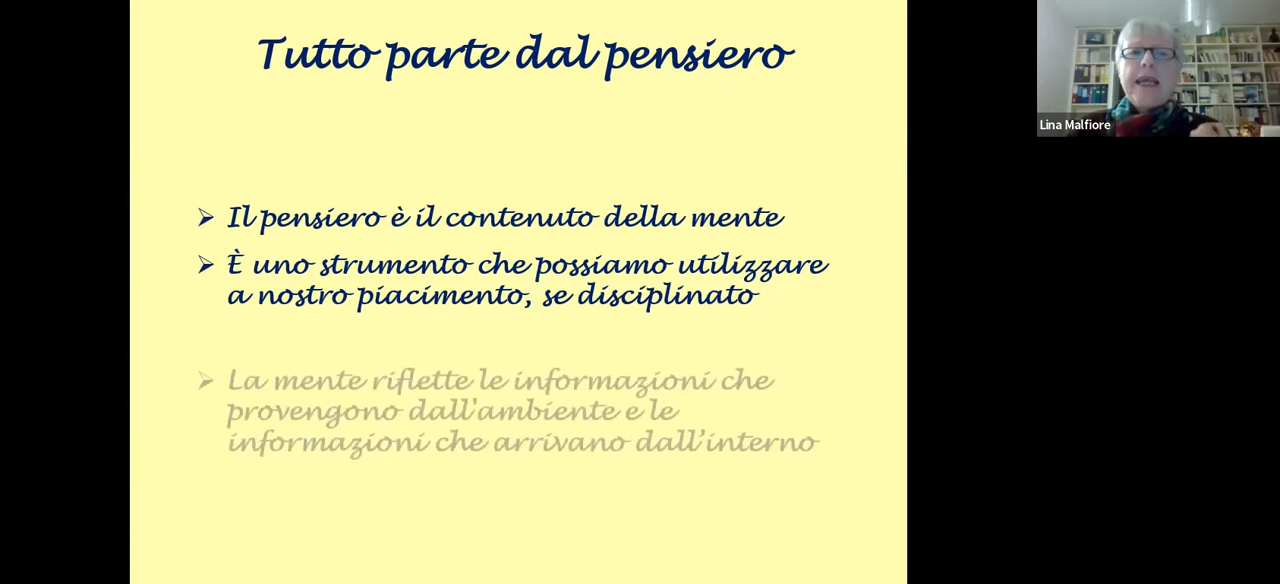 Tutto parte dal pensiero
Lina Malfiore
➢ Il pensiero è il contenuto della mente
➢ È uno strumento che possiamo utilizzare
a nostro piacimento, se disciplinato
➢ La mente riflette le informazioni che
provengono dall'ambiente e le
informazioni che arrivano dall’interno